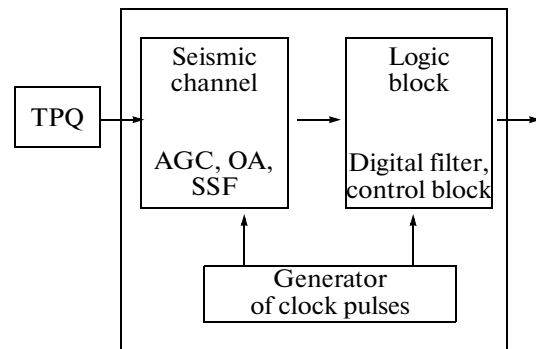 TPQ
Seismic
channel
AGC, OA,
SSF
Logic
block
Digital filter,
control block
Generator
of clock pulses